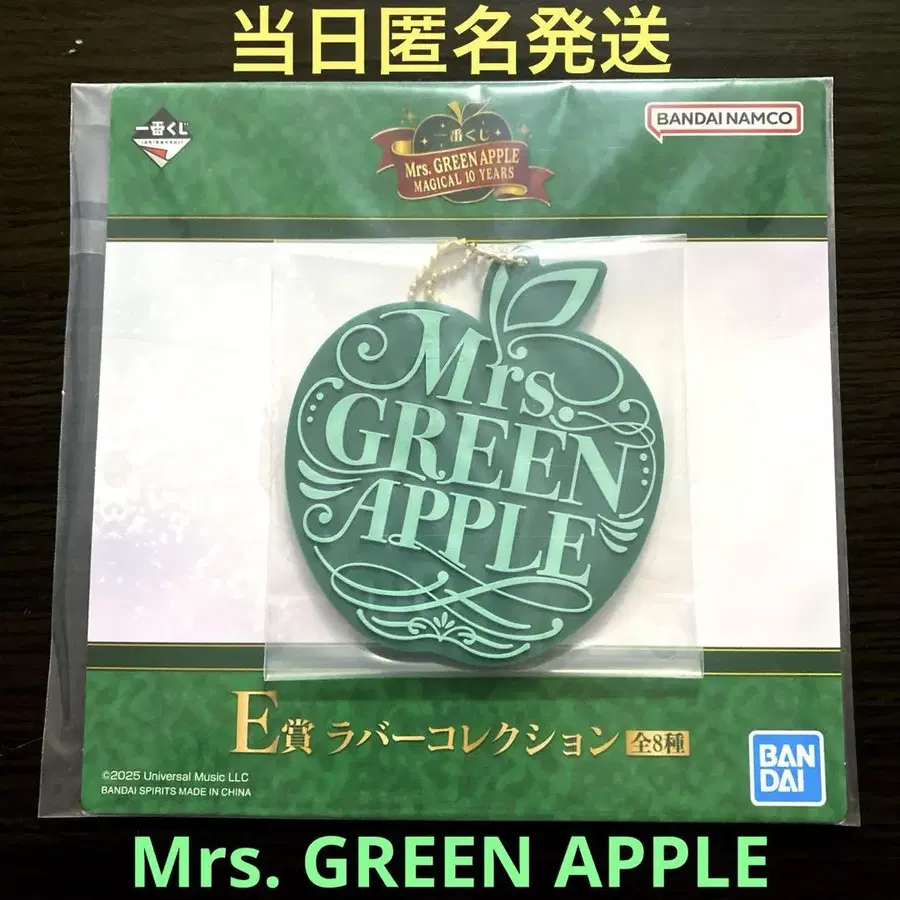 当日匿名発送
一番くじ
BANDAI NAMCO
一番くじ
Mrs. GREEN APPLE
MAGICAL 10 YEARS
Mrs.
GREEN
APPLE
E賞 ラバーコレクション 全8種
©2025 Universal Music LLC
BANDAI SPIRITS MADE IN CHINA
BAN
DAI
Mrs. GREEN APPLE